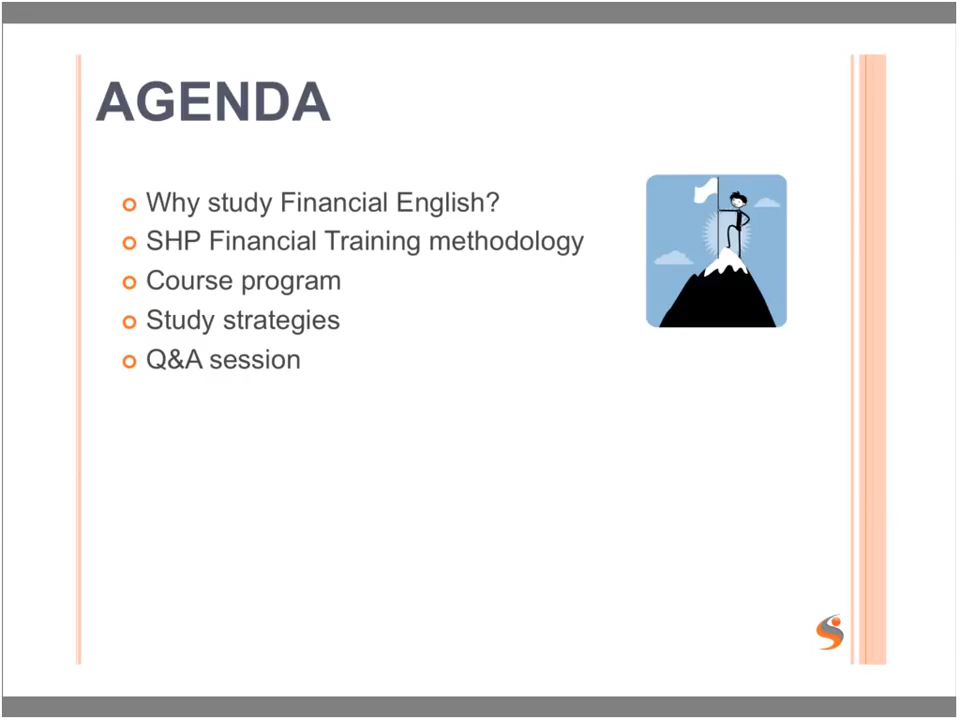 AGENDA
Why study Financial English?
SHP Financial Training methodology
Course program
Study strategies
Q&A session